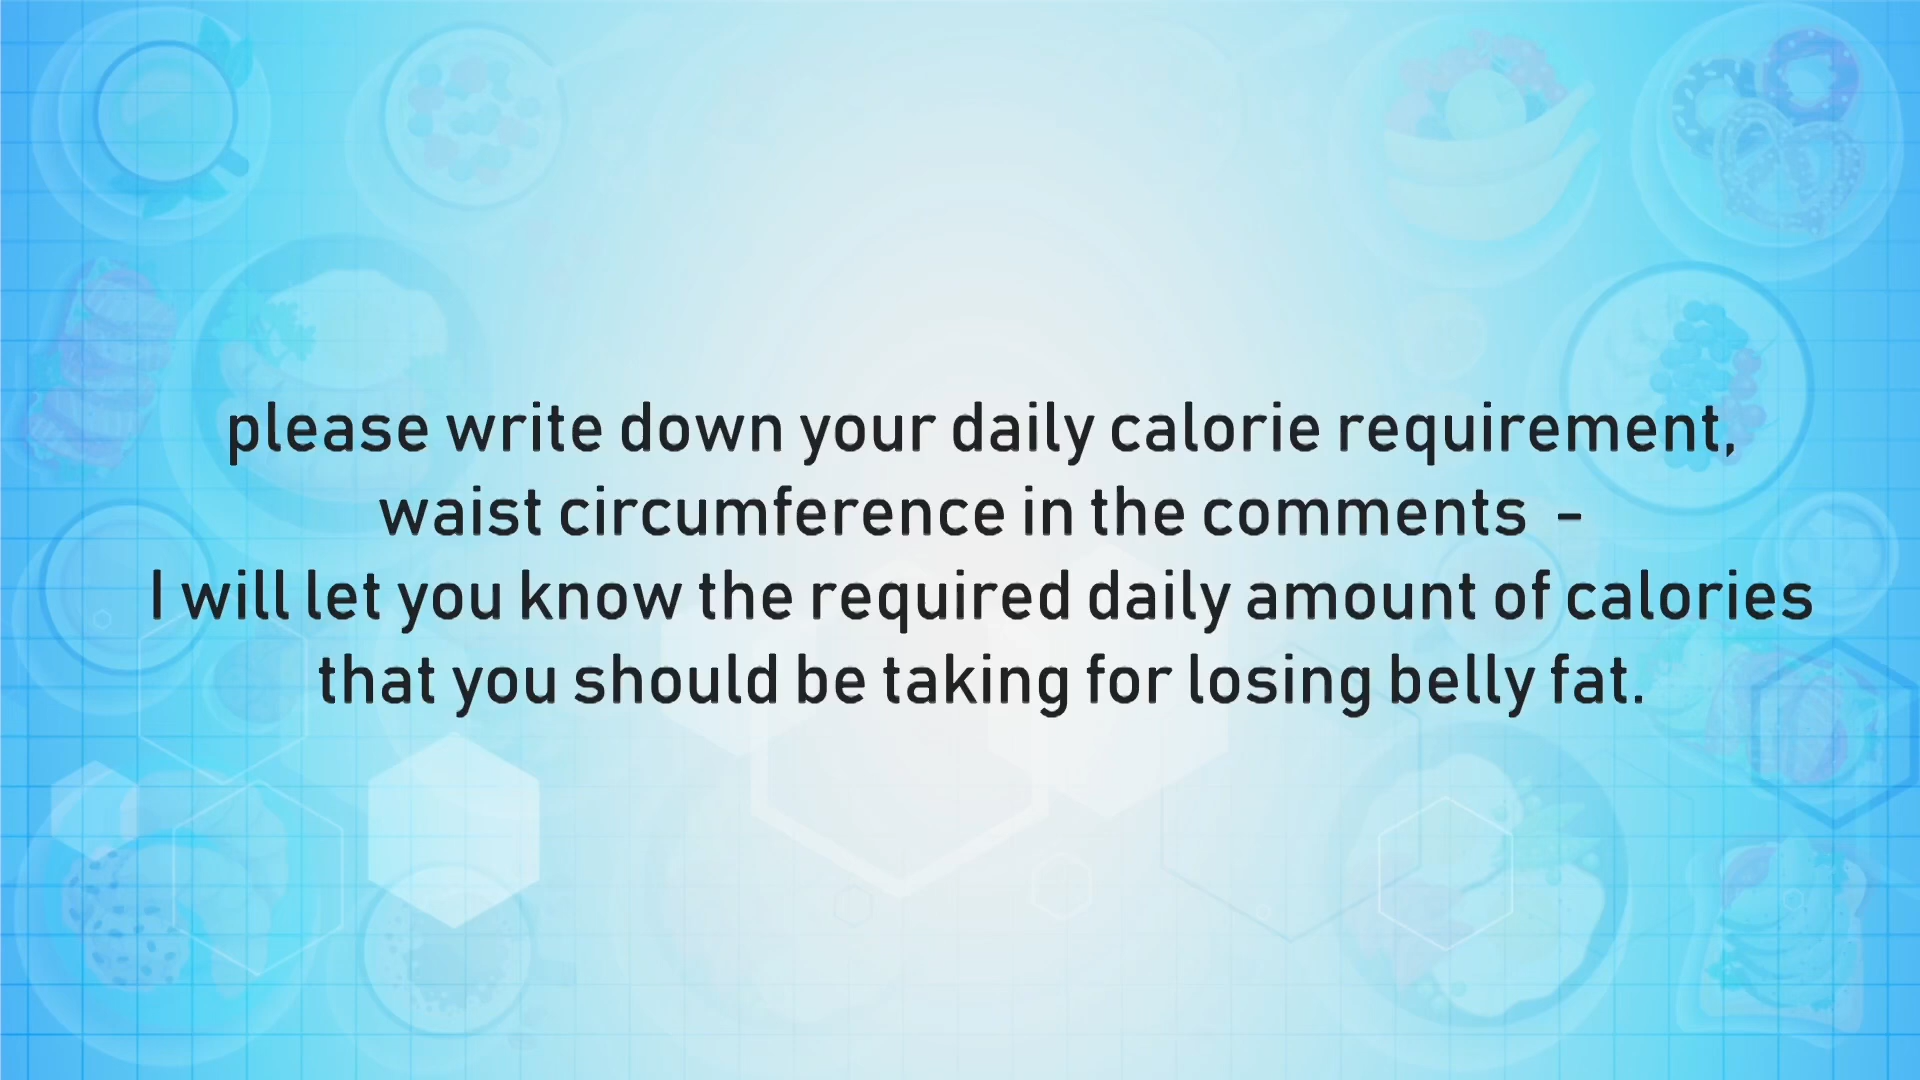 please write down your daily calorie requirement,
waist circumference in the comments -
I will let you know the required daily amount of calories
that you should be taking for losing belly fat.